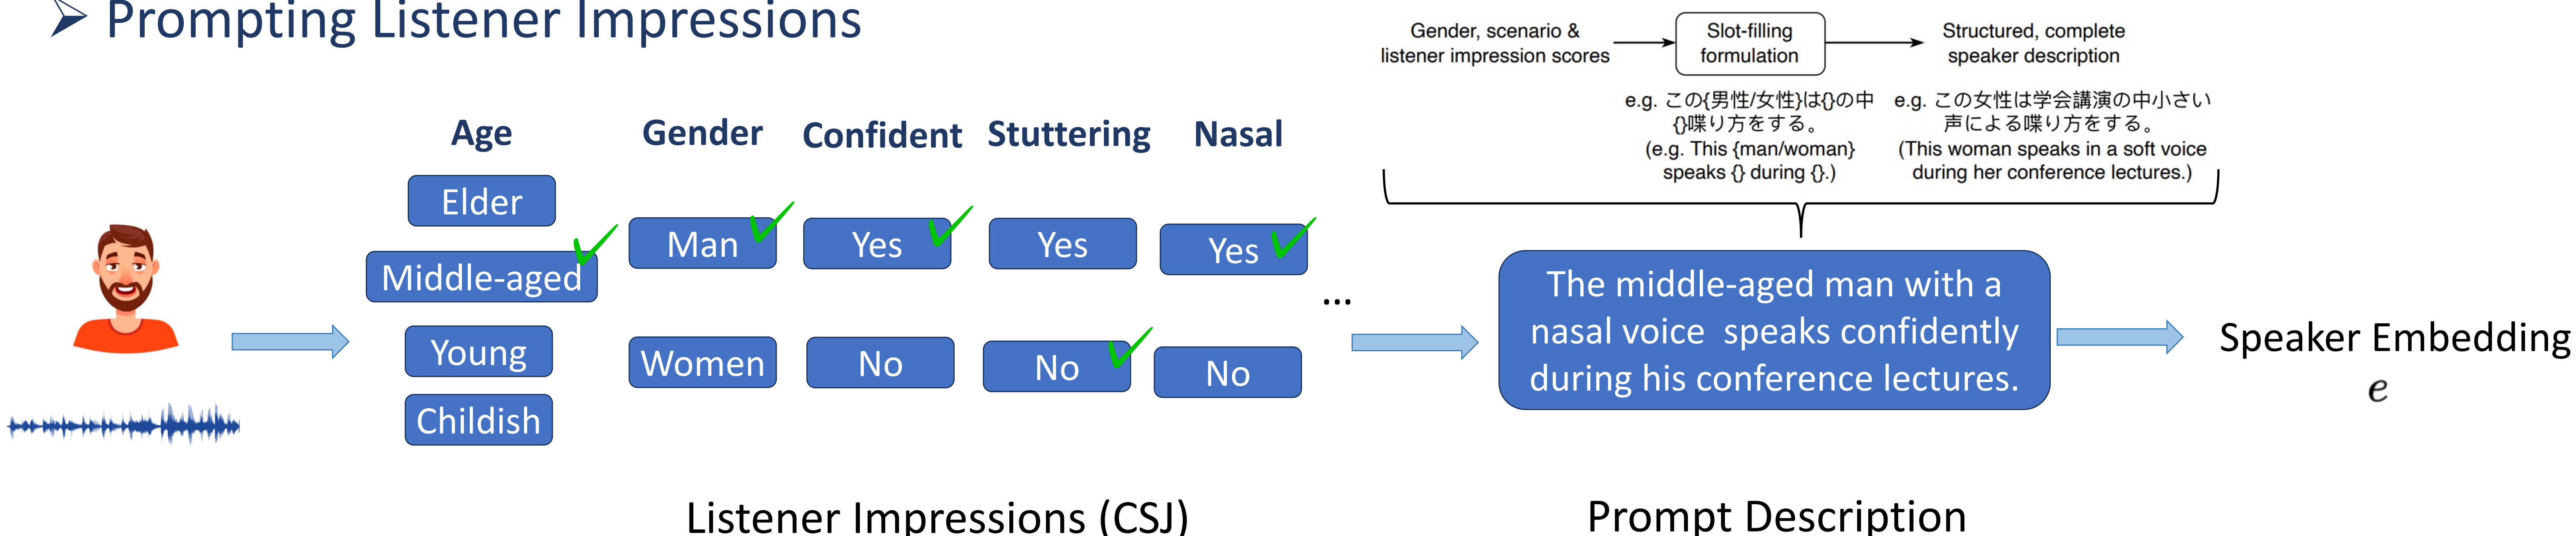 ➢ Prompting Listener Impressions
Gender, scenario &
listener impression scores
Slot-filling
formulation
Structured, complete
speaker description
e.g. この{男性/女性}は{}の中
{}喋り方をする。
(e.g. This {man/woman}
speaks {} during {}.)
e.g. この女性は学会講演の中小さい
声による喋り方をする。
(This woman speaks in a soft voice
during her conference lectures.)
Age
Elder
Middle-aged
Young
Childish
Gender
Man
Women
Confident
Yes
No
Stuttering
Yes
No
Nasal
Yes
No
...
The middle-aged man with a
nasal voice speaks confidently
during his conference lectures.
Speaker Embedding
e
Listener Impressions (CSJ)
Prompt Description